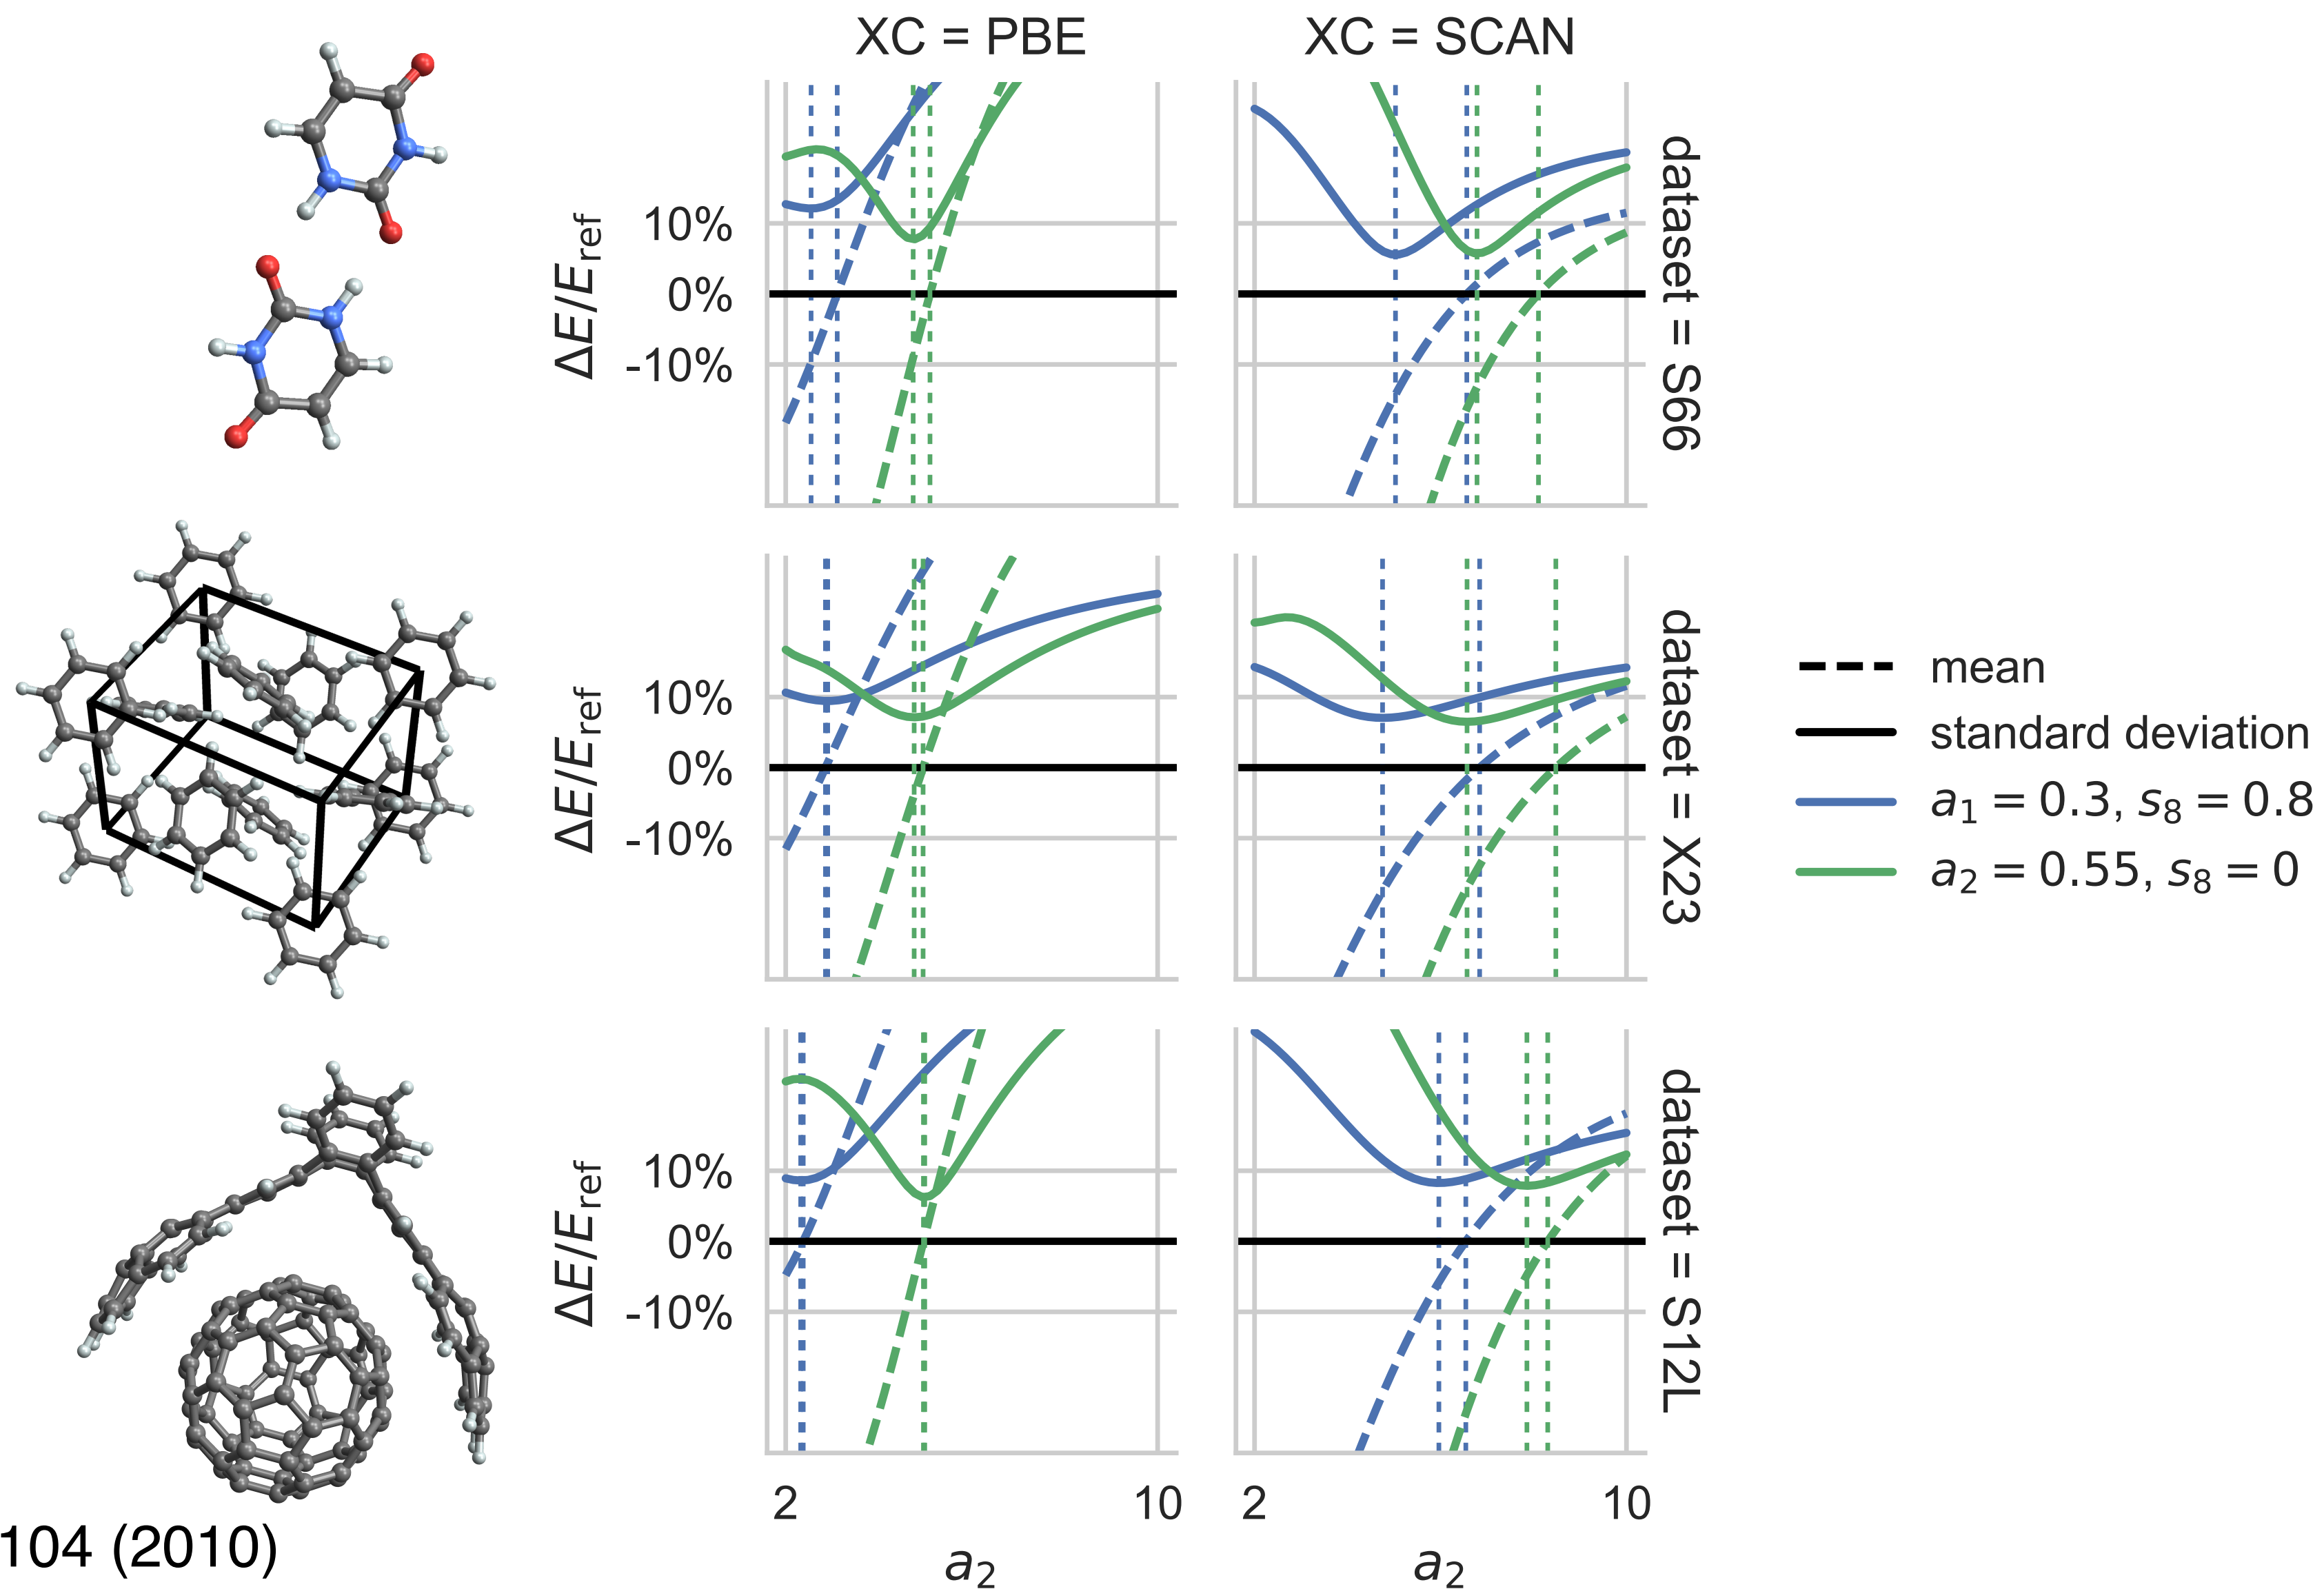 XC = PBE
XC = SCAN
ΔE/E_ref
10%
0%
-10%
dataset = S66
ΔE/E_ref
10%
0%
-10%
dataset = X23
mean
standard deviation
a₁ = 0.3, s₈ = 0.8
a₂ = 0.55, s₈ = 0
ΔE/E_ref
10%
0%
-10%
dataset = S12L
2
10
2
10
a₂
a₂
104 (2010)